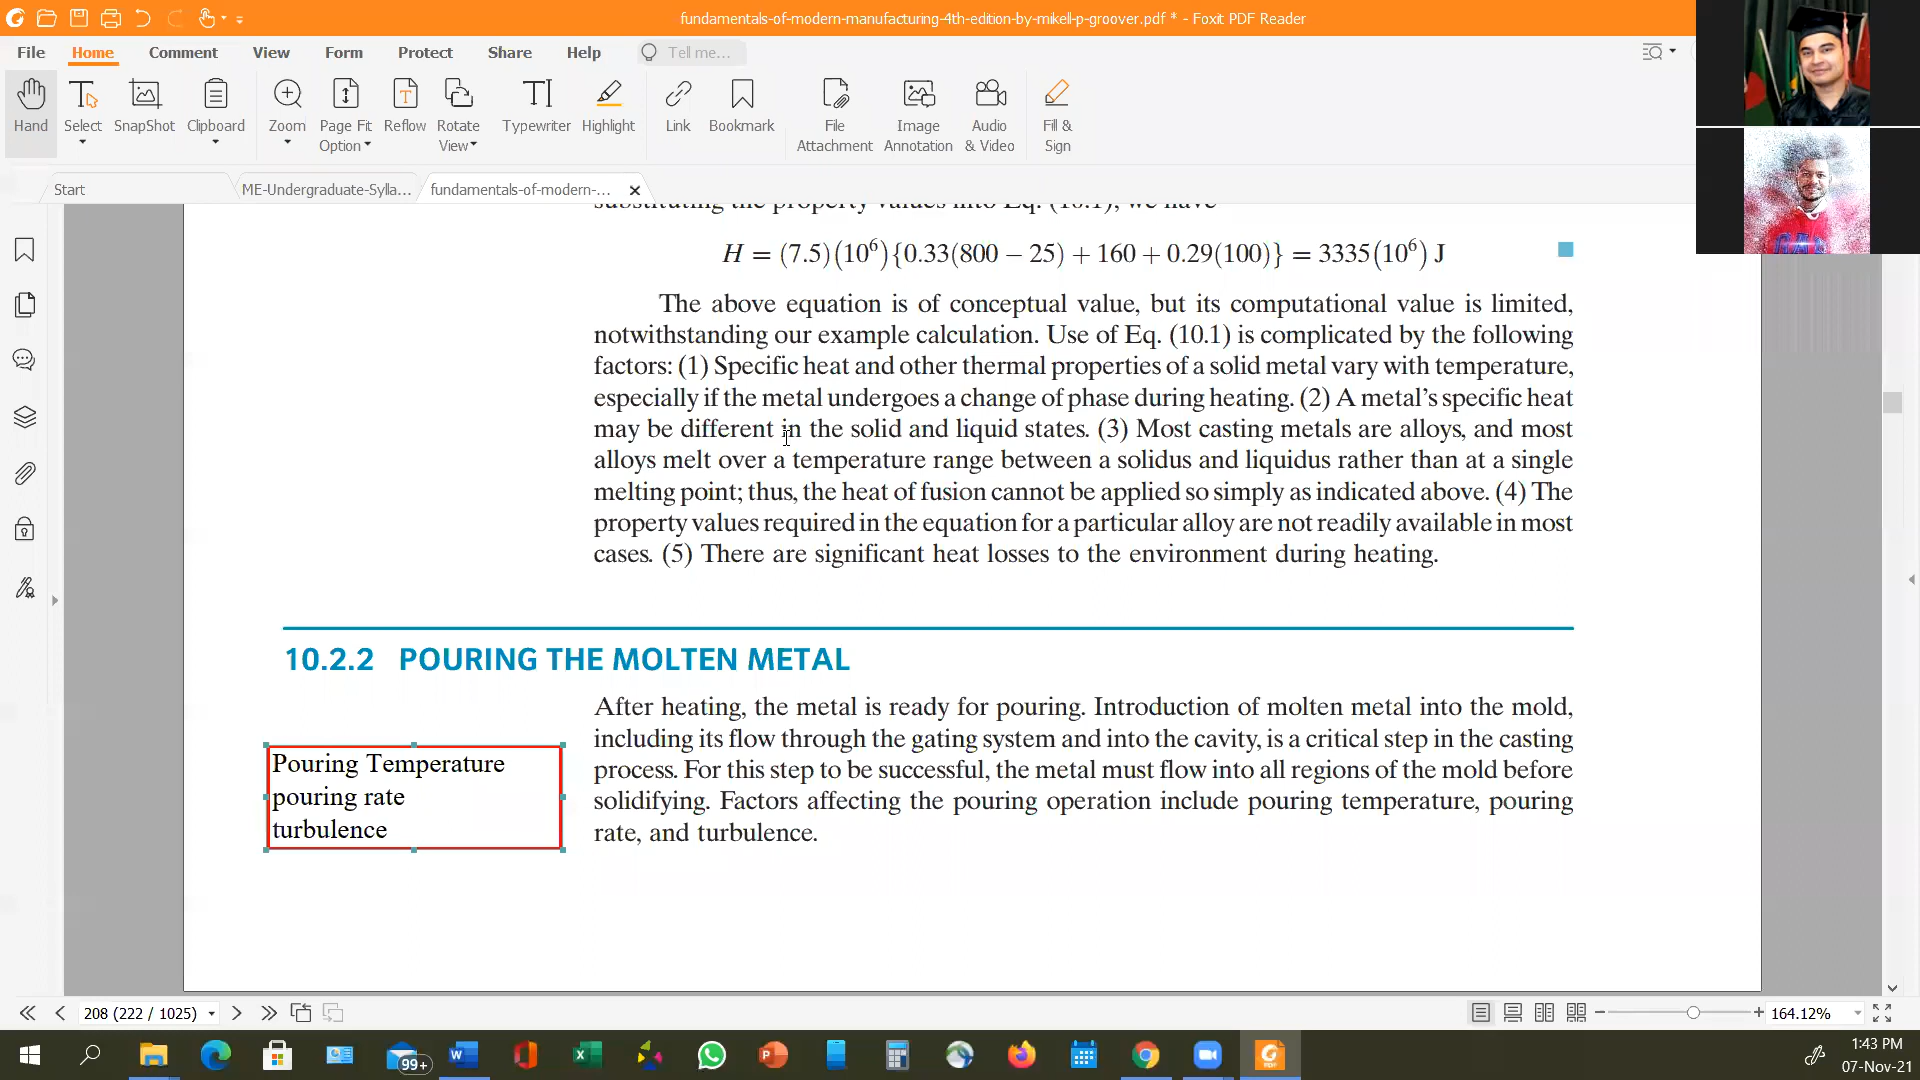 fundamentals-of-modern-manufacturing-4th-edition-by-mikell-p-groover.pdf * - Foxit PDF Reader
File Home Comment View Form Protect Share Help Tell me...
Hand Select SnapShot Clipboard Zoom Page Fit Option Reflow Rotate View Typewriter Highlight Link Bookmark File Attachment Image Annotation Audio & Video Fill & Sign
Start ME-Undergraduate-Sylla... fundamentals-of-modern-...
substituting the property values into Eq. (10.1), we have
H = (7.5)(10⁶){0.33(800 − 25) + 160 + 0.29(100)} = 3335(10⁶) J
The above equation is of conceptual value, but its computational value is limited,
notwithstanding our example calculation. Use of Eq. (10.1) is complicated by the following
factors: (1) Specific heat and other thermal properties of a solid metal vary with temperature,
especially if the metal undergoes a change of phase during heating. (2) A metal's specific heat
may be different in the solid and liquid states. (3) Most casting metals are alloys, and most
alloys melt over a temperature range between a solidus and liquidus rather than at a single
melting point; thus, the heat of fusion cannot be applied so simply as indicated above. (4) The
property values required in the equation for a particular alloy are not readily available in most
cases. (5) There are significant heat losses to the environment during heating.
10.2.2 POURING THE MOLTEN METAL
After heating, the metal is ready for pouring. Introduction of molten metal into the mold,
including its flow through the gating system and into the cavity, is a critical step in the casting
process. For this step to be successful, the metal must flow into all regions of the mold before
solidifying. Factors affecting the pouring operation include pouring temperature, pouring
rate, and turbulence.
Pouring Temperature
pouring rate
turbulence
208 (222 / 1025) 164.12%
99+
1:43 PM
07-Nov-21